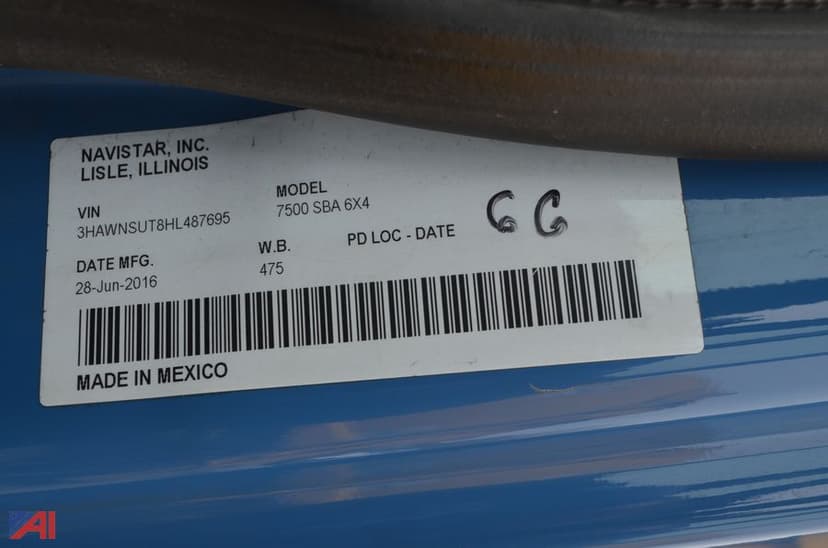 NAVISTAR, INC.
LISLE, ILLINOIS
VIN
3HAWNSUT8HL487695
MODEL
7500 SBA 6X4
DATE MFG.
28-Jun-2016
W.B.
475
PD LOC - DATE
G G
MADE IN MEXICO
AI